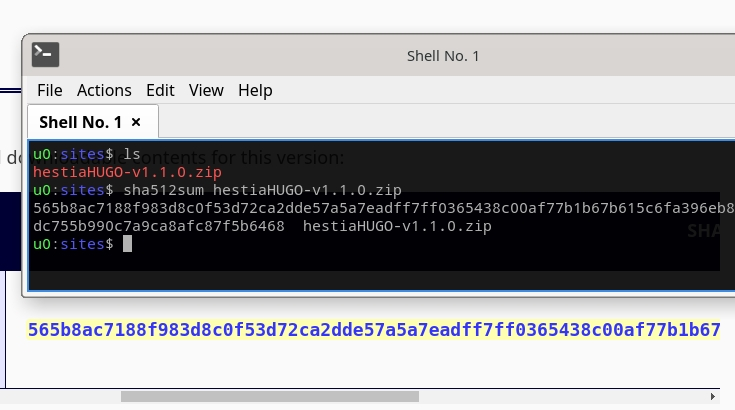 Shell No. 1
File Actions Edit View Help
Shell No. 1 ×
u0:sites$ ls
contents for this version:
hestiaHUGO-v1.1.0.zip
u0:sites$ sha512sum hestiaHUGO-v1.1.0.zip
565b8ac7188f983d8c0f53d72ca2dde57a5a7eadff7ff0365438c00af77b1b67b615c6fa396eb8
dc755b990c7a9ca8afc87f5b6468  hestiaHUGO-v1.1.0.zip
SHA
u0:sites$
565b8ac7188f983d8c0f53d72ca2dde57a5a7eadff7ff0365438c00af77b1b67